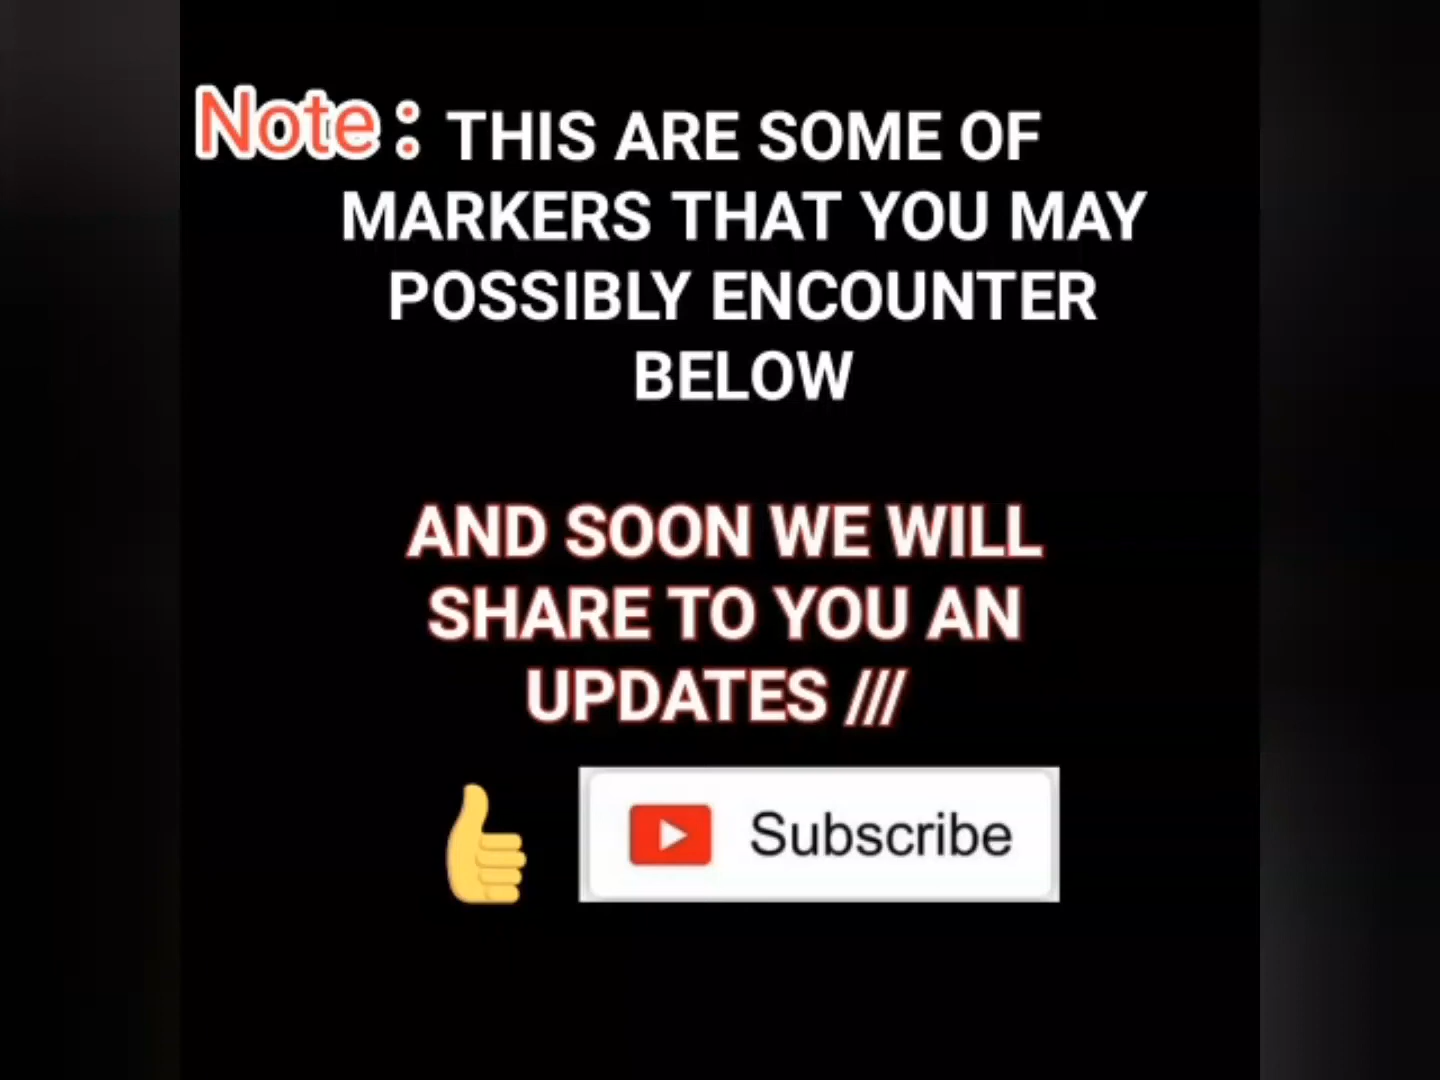 Note: THIS ARE SOME OF
MARKERS THAT YOU MAY
POSSIBLY ENCOUNTER
BELOW
AND SOON WE WILL
SHARE TO YOU AN
UPDATES ///
Subscribe